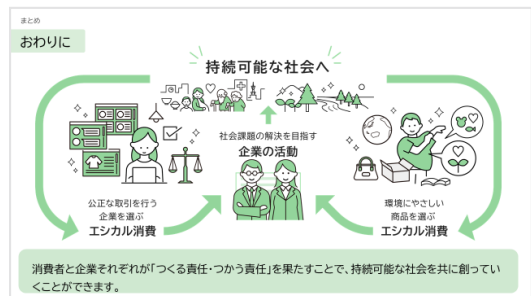 まとめ
おわりに
持続可能な社会へ
社会課題の解決を目指す
企業の活動
公正な取引を行う
企業を選ぶ
エシカル消費
環境にやさしい
商品を選ぶ
エシカル消費
消費者と企業それぞれが「つくる責任・つかう責任」を果たすことで、持続可能な社会を共に創ってい
くことができます。